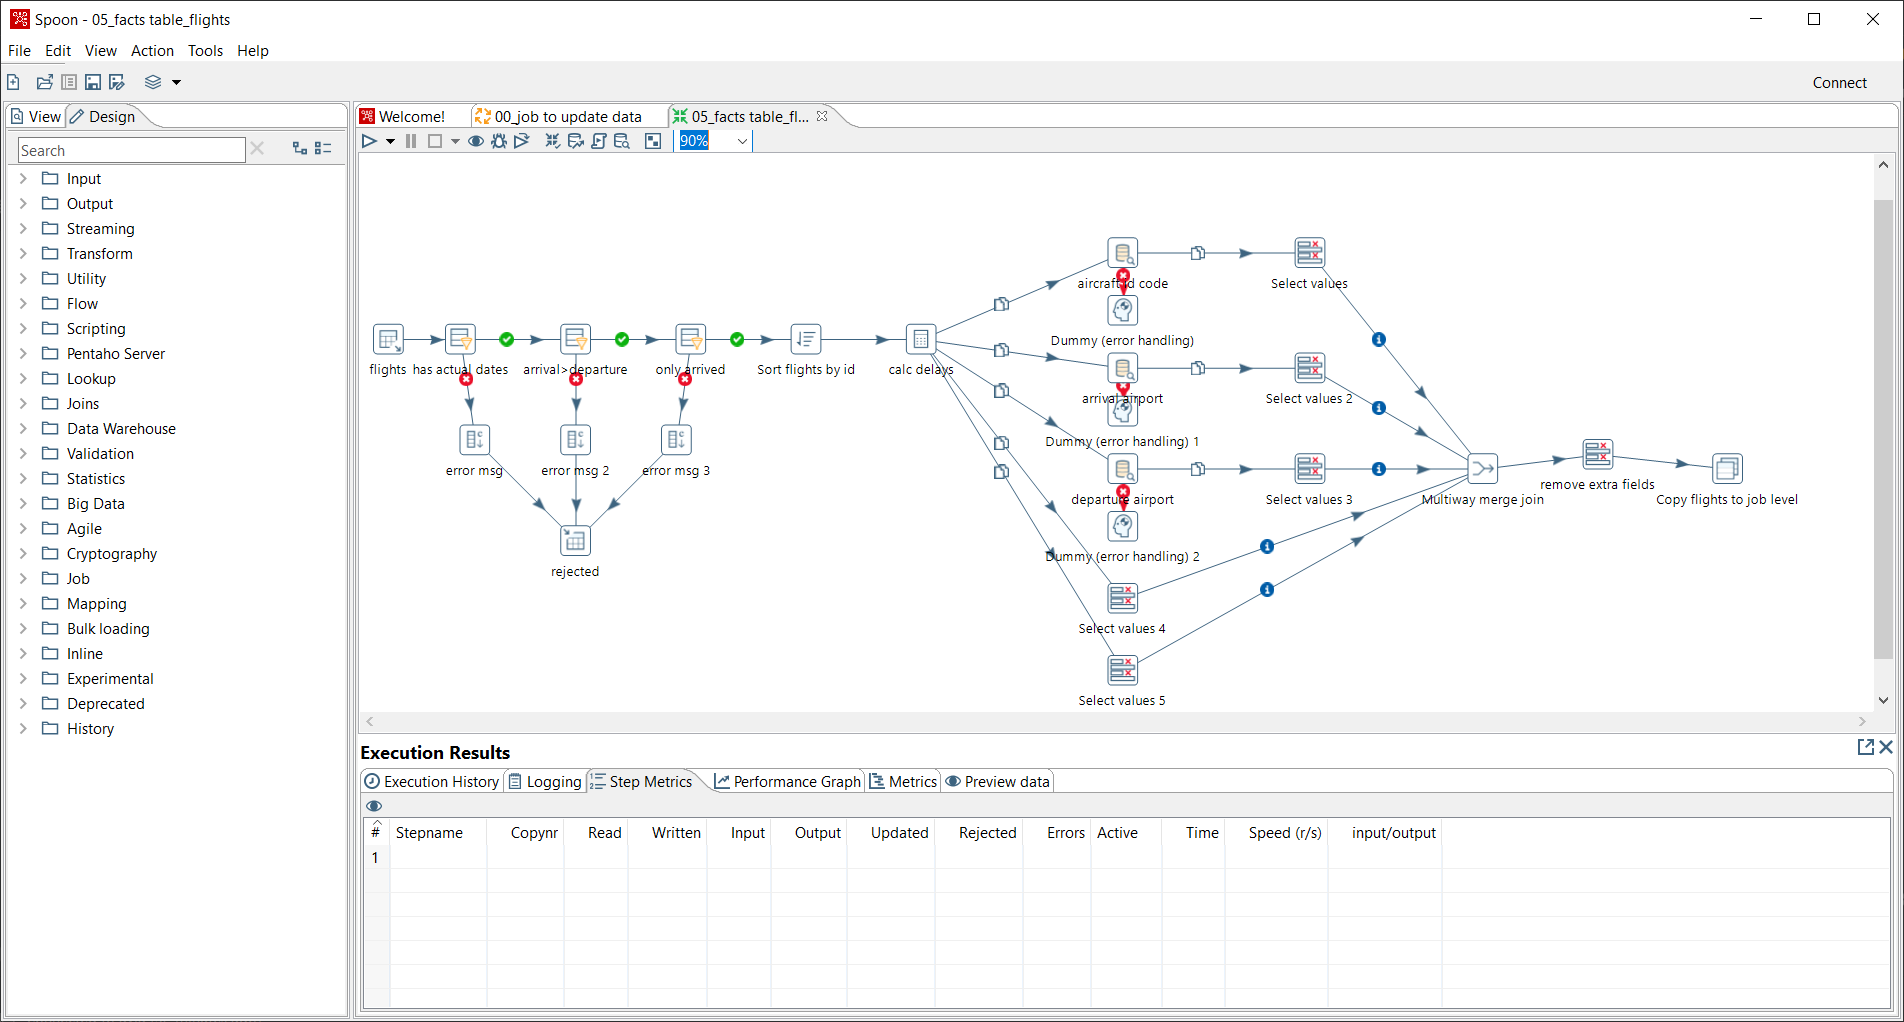 Spoon - 05_facts table_flights
File Edit View Action Tools Help
Connect
View Design
Welcome! 00_job to update data 05_facts table_fl...
90%
Search
Input
Output
Streaming
Transform
Utility
Flow
Scripting
Pentaho Server
Lookup
Joins
Data Warehouse
Validation
Statistics
Big Data
Agile
Cryptography
Job
Mapping
Bulk loading
Inline
Experimental
Deprecated
History
flights
has actual dates
arrival>departure
only arrived
Sort flights by id
calc delays
error msg
error msg 2
error msg 3
rejected
aircraft id code
Select values
Dummy (error handling)
arrival airport
Select values 2
Dummy (error handling) 1
departure airport
Select values 3
Dummy (error handling) 2
Select values 4
Select values 5
Multiway merge join
remove extra fields
Copy flights to job level
Execution Results
Execution History Logging Step Metrics Performance Graph Metrics Preview data
# Stepname Copynr Read Written Input Output Updated Rejected Errors Active Time Speed (r/s) input/output
1